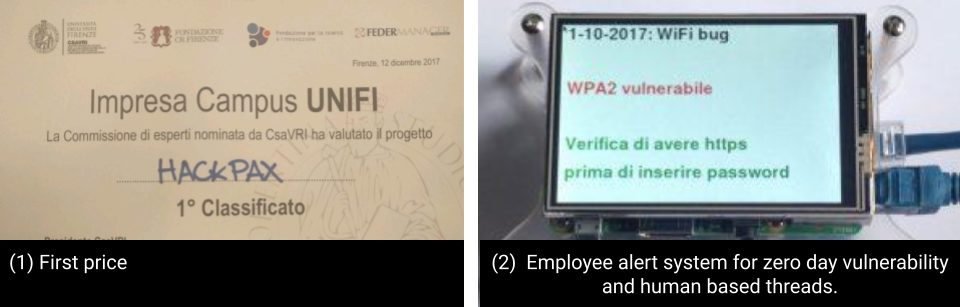 UNIVERSITÀ
DEGLI STUDI
FIRENZE
CSAVRI
FONDAZIONE
CR FIRENZE
Fondazione per la ricerca
e l'innovazione
FEDERMANAGER
Firenze, 12 dicembre 2017
Impresa Campus UNIFI
La Commissione di esperti nominata da CsaVRI ha valutato il progetto
HACKPAX
1° Classificato
(1) First price
1-10-2017: WiFi bug
WPA2 vulnerabile
Verifica di avere https
prima di inserire password
(2) Employee alert system for zero day vulnerability
and human based threads.